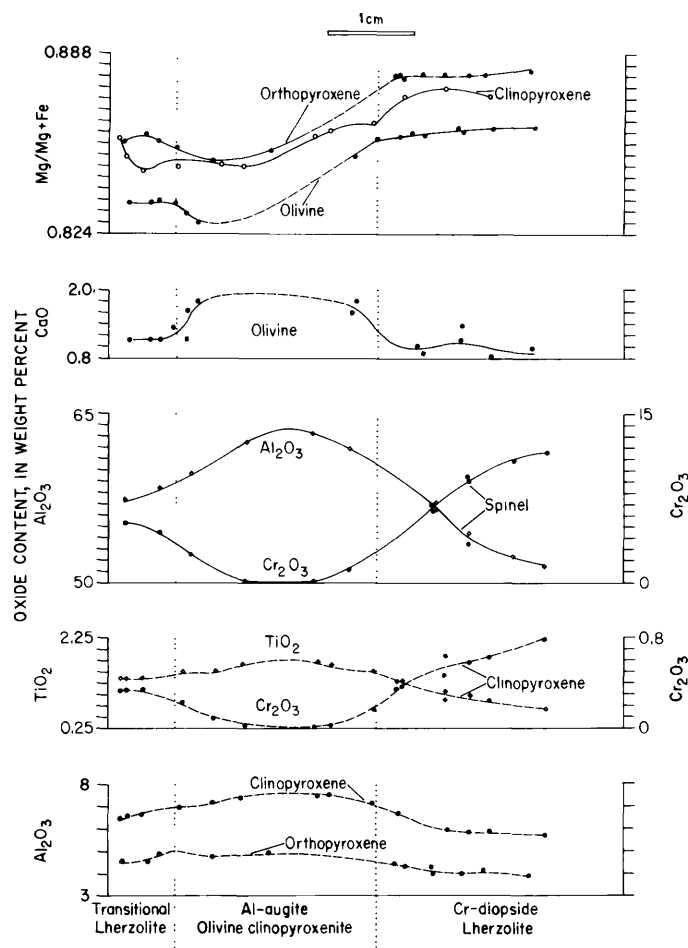 1cm
0.888
Mg/Mg+Fe
Orthopyroxene
Clinopyroxene
Olivine
0.824
OXIDE CONTENT, IN WEIGHT PERCENT
2.0
CaO
Olivine
0.8
65
15
Al2O3
Al2O3
Spinel
Cr2O3
Cr2O3
50
0
2.25
TiO2
0.8
TiO2
Clinopyroxene
Cr2O3
Cr2O3
0.25
0
8
Clinopyroxene
Al2O3
Orthopyroxene
3
Transitional Al-augite Cr-diopside
Lherzolite Olivine clinopyroxenite Lherzolite